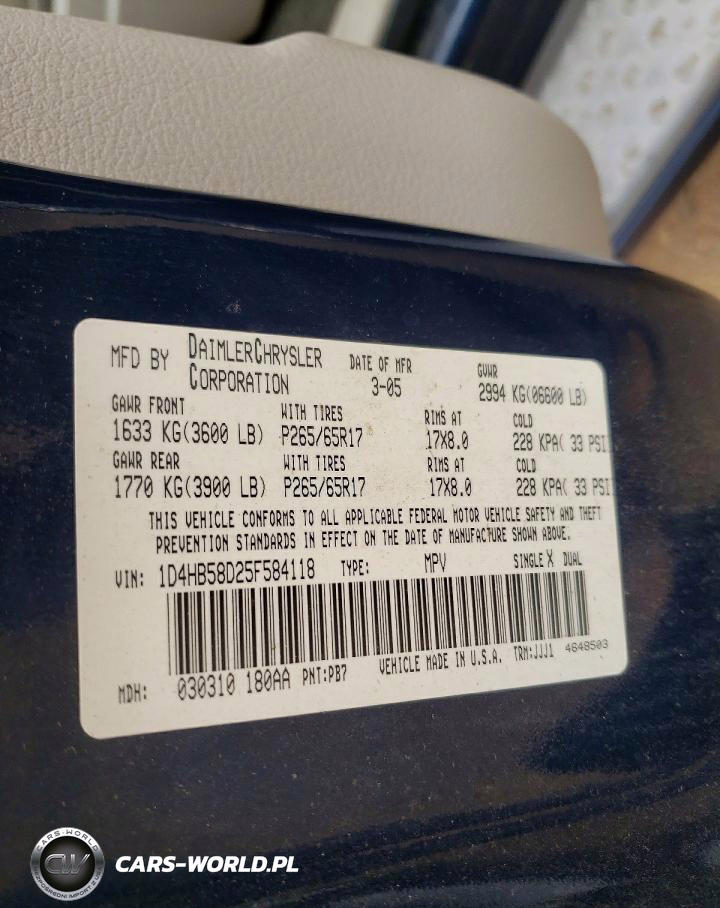 MFD BY DAIMLERCHRYSLER CORPORATION DATE OF MFR 3-05 GVWR 2994 KG(06600 LB)
GAWR FRONT WITH TIRES RIMS AT COLD
1633 KG(3600 LB) P265/65R17 17X8.0 228 KPA( 33 PSI
GAWR REAR WITH TIRES RIMS AT COLD
1770 KG(3900 LB) P265/65R17 17X8.0 228 KPA( 33 PSI
THIS VEHICLE CONFORMS TO ALL APPLICABLE FEDERAL MOTOR VEHICLE SAFETY AND THEFT
PREVENTION STANDARDS IN EFFECT ON THE DATE OF MANUFACTURE SHOWN ABOVE.
VIN: 1D4HB58D25F584118 TYPE: MPV SINGLE X DUAL
MDH: 030310 180AA PNT:PB7 VEHICLE MADE IN U.S.A. TRM:JJJ1 4648503
CARS-WORLD
CW
CARS-WORLD.PL